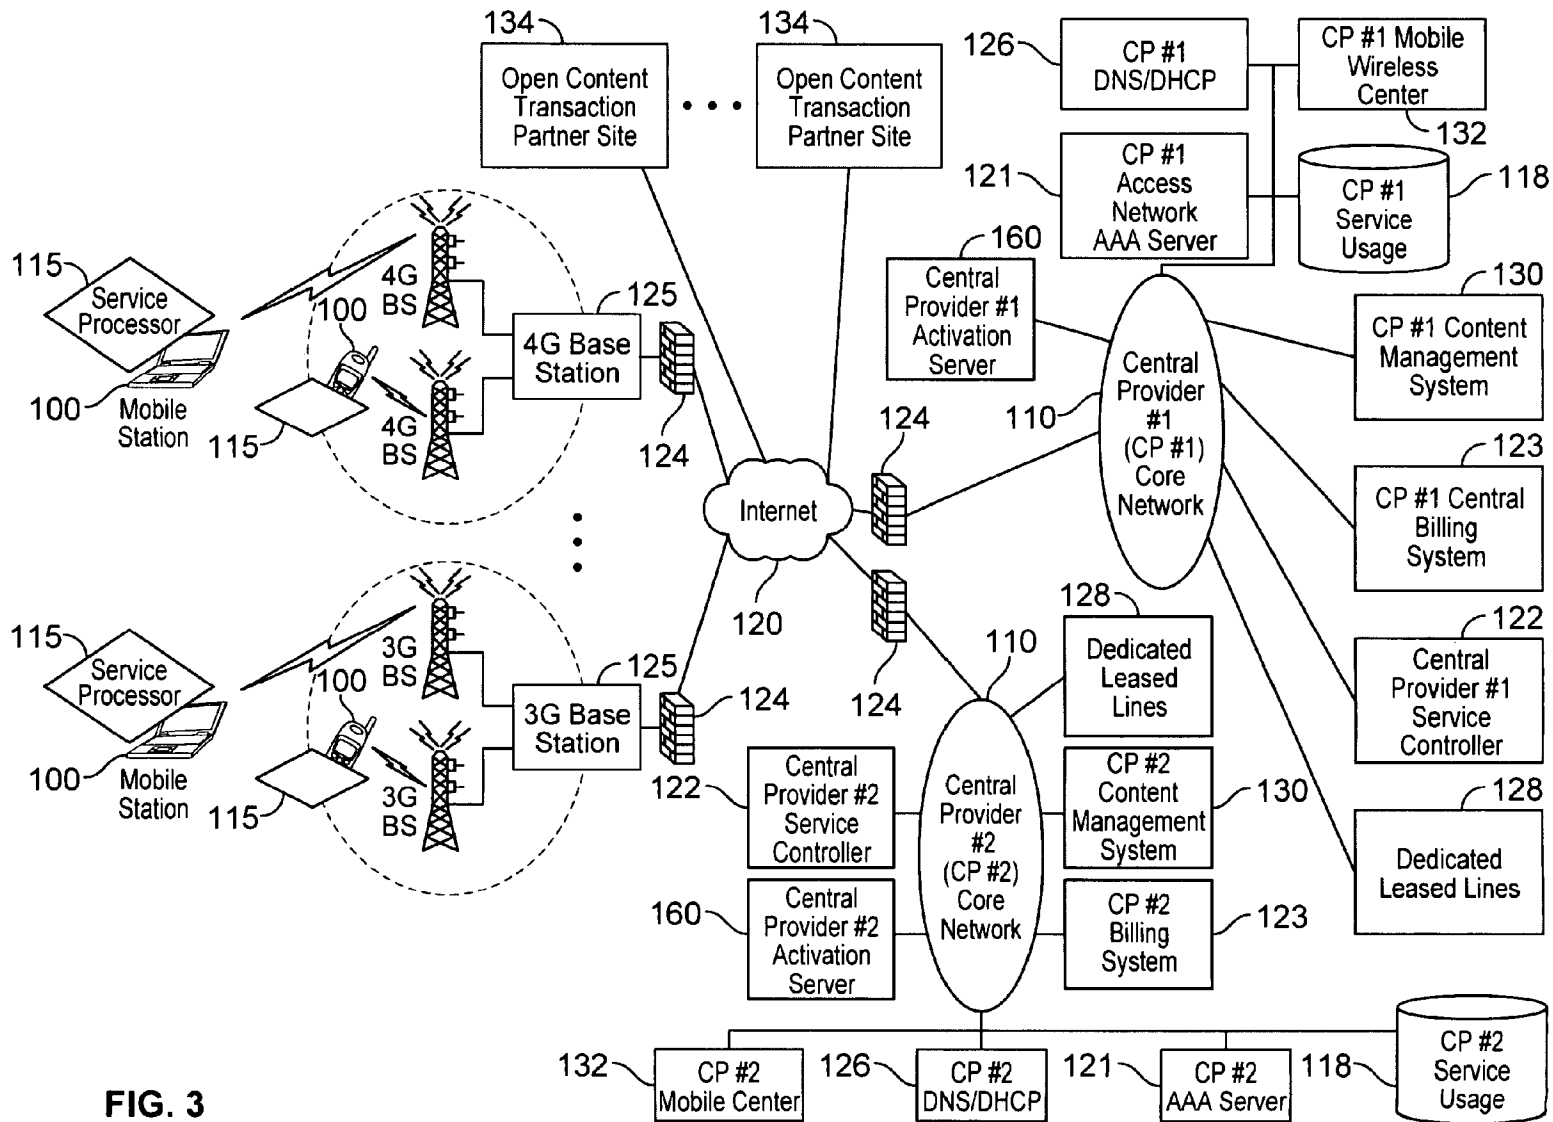 134
Open Content
Transaction
Partner Site
134
Open Content
Transaction
Partner Site
126
CP #1
DNS/DHCP
CP #1 Mobile
Wireless
Center
132
121
CP #1
Access
Network
AAA Server
CP #1
Service
Usage
118
160
Central
Provider #1
Activation
Server
115
Service
Processor
100
Mobile
Station
4G
BS
100
115
4G
BS
125
4G Base
Station
124
130
CP #1 Content
Management
System
110
Central
Provider
#1
(CP #1)
Core
Network
124
123
CP #1 Central
Billing
System
Internet
120
124
122
Central
Provider #1
Service
Controller
128
Dedicated
Leased Lines
115
Service
Processor
100
Mobile
Station
3G
BS
100
115
3G
BS
125
3G Base
Station
124
128
Dedicated
Leased
Lines
110
Central
Provider
#2
(CP #2)
Core
Network
122
Central
Provider #2
Service
Controller
CP #2
Content
Management
System
130
160
Central
Provider #2
Activation
Server
CP #2
Billing
System
123
132
CP #2
Mobile Center
126
CP #2
DNS/DHCP
121
CP #2
AAA Server
118
CP #2
Service
Usage
FIG. 3